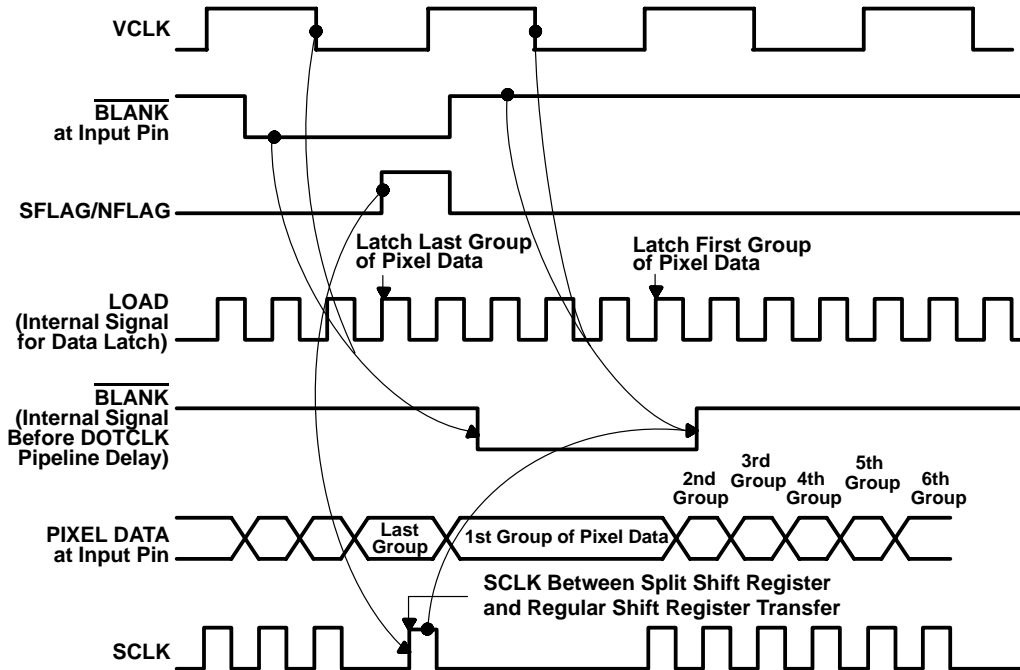 VCLK
BLANK
at Input Pin
SFLAG/NFLAG
Latch Last Group
of Pixel Data
Latch First Group
of Pixel Data
LOAD
(Internal Signal
for Data Latch)
BLANK
(Internal Signal
Before DOTCLK
Pipeline Delay)
2nd
Group
3rd
Group
4th
Group
5th
Group
6th
Group
PIXEL DATA
at Input Pin
Last
Group
1st Group of Pixel Data
SCLK Between Split Shift Register
and Regular Shift Register Transfer
SCLK